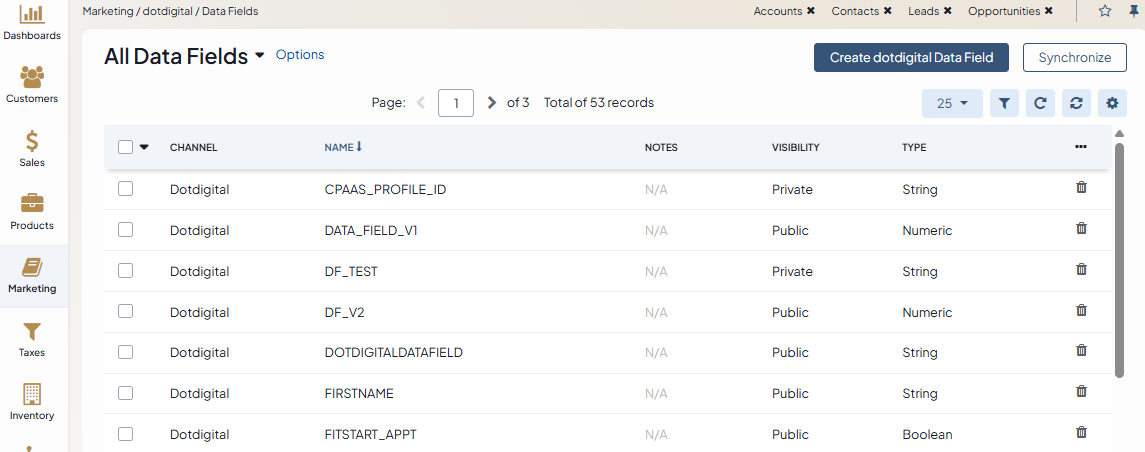 Marketing / dotdigital / Data Fields
Accounts ✖ Contacts ✖ Leads ✖ Opportunities ✖
Dashboards
Customers
Sales
Products
Marketing
Taxes
Inventory
All Data Fields Options
Create dotdigital Data Field Synchronize
Page: 1 of 3 Total of 53 records 25
CHANNEL NAME NOTES VISIBILITY TYPE
Dotdigital CPAAS_PROFILE_ID N/A Private String
Dotdigital DATA_FIELD_V1 N/A Public Numeric
Dotdigital DF_TEST N/A Private String
Dotdigital DF_V2 N/A Public Numeric
Dotdigital DOTDIGITALDATAFIELD N/A Public String
Dotdigital FIRSTNAME N/A Public String
Dotdigital FITSTART_APPT N/A Public Boolean